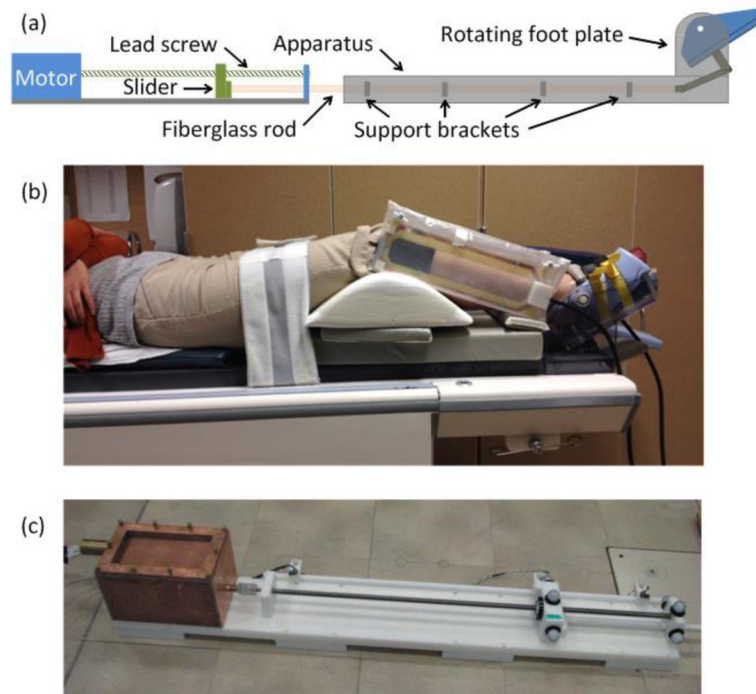 (a)
Lead screw
Apparatus
Rotating foot plate
Motor
Slider
Fiberglass rod
Support brackets
(b)
(c)